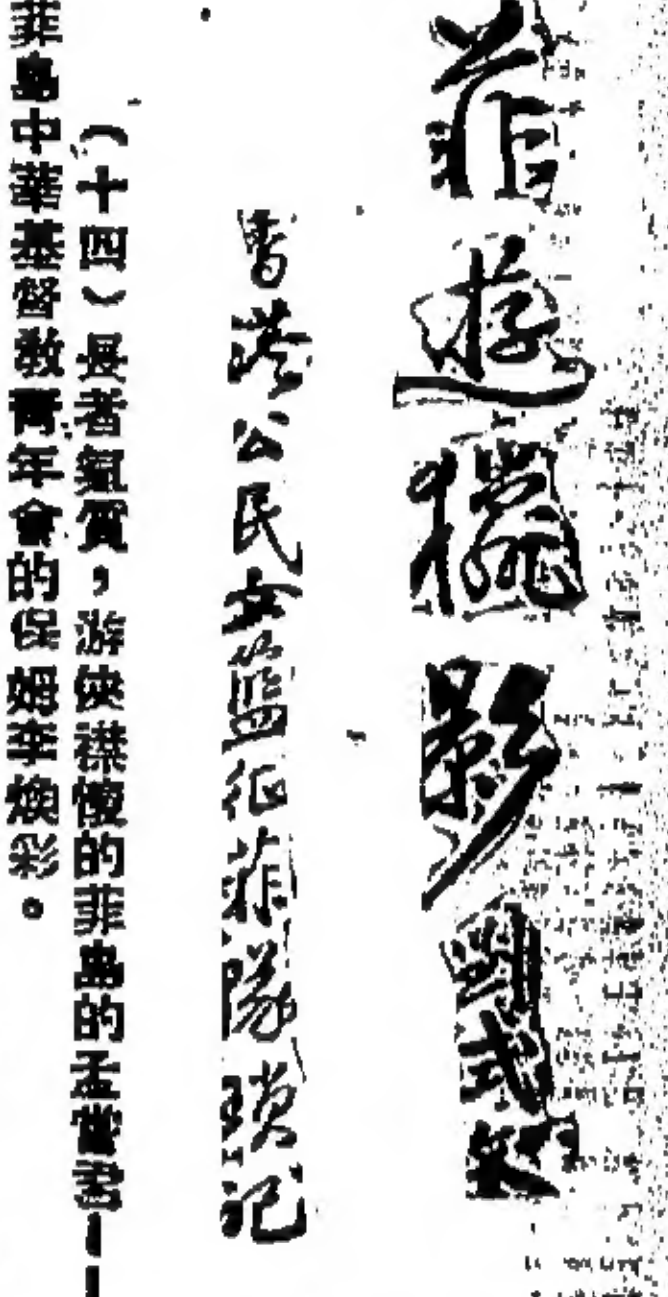 菲遊獵影
香港公民女籃征菲隊瑣記
(十四)長者氣質,游俠襟懷的菲島的孟嘗君——
菲島中華基督教青年會的保姆李煥彩。